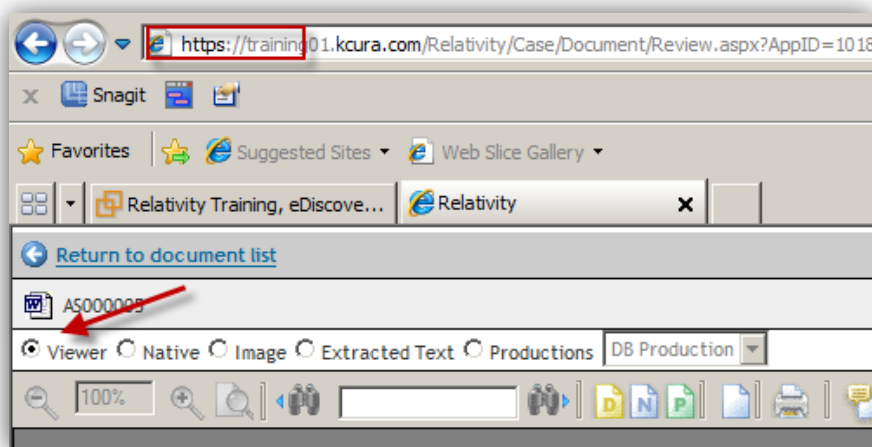 https://training01.kcura.com/Relativity/Case/Document/Review.aspx?AppID=1018
x Snagit
Favorites Suggested Sites Web Slice Gallery
Relativity Training, eDiscove... Relativity x
Return to document list
AS000005
Viewer Native Image Extracted Text Productions DB Production
100% D N P